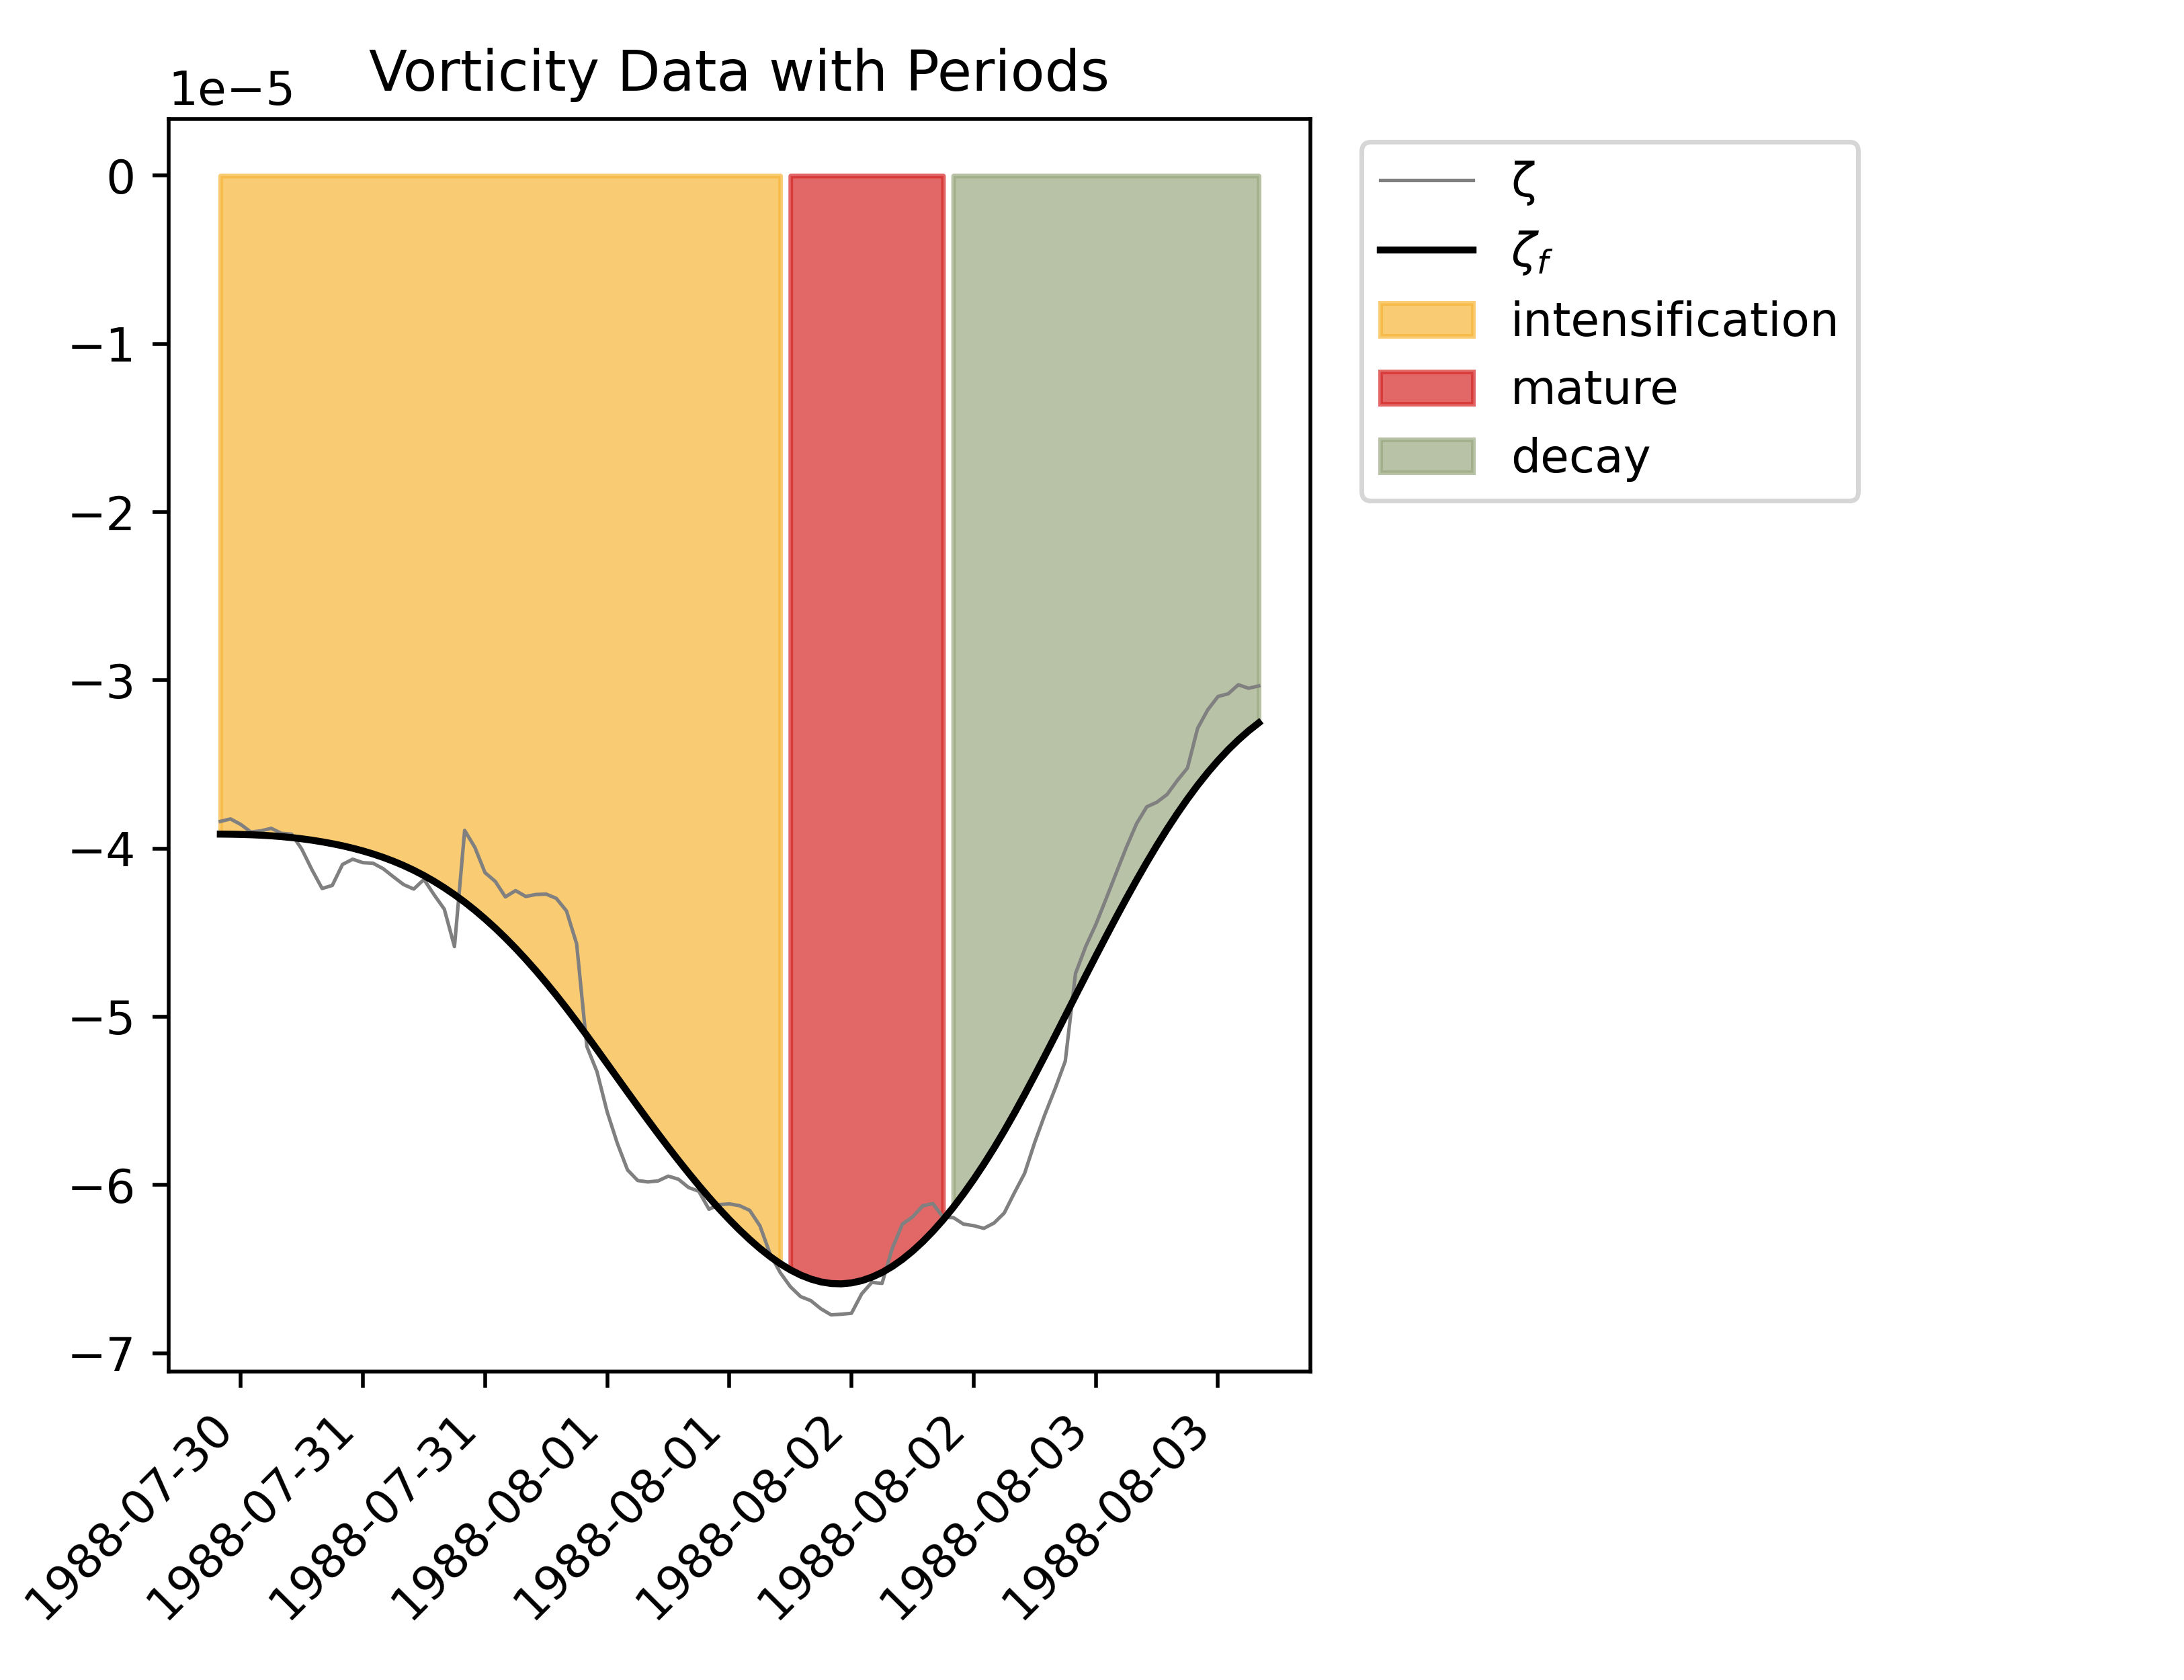 Vorticity Data with Periods
1e−5
0
−1
−2
−3
−4
−5
−6
−7
1988-07-30
1988-07-31
1988-07-31
1988-08-01
1988-08-01
1988-08-02
1988-08-02
1988-08-03
1988-08-03
ζ
ζf
intensification
mature
decay